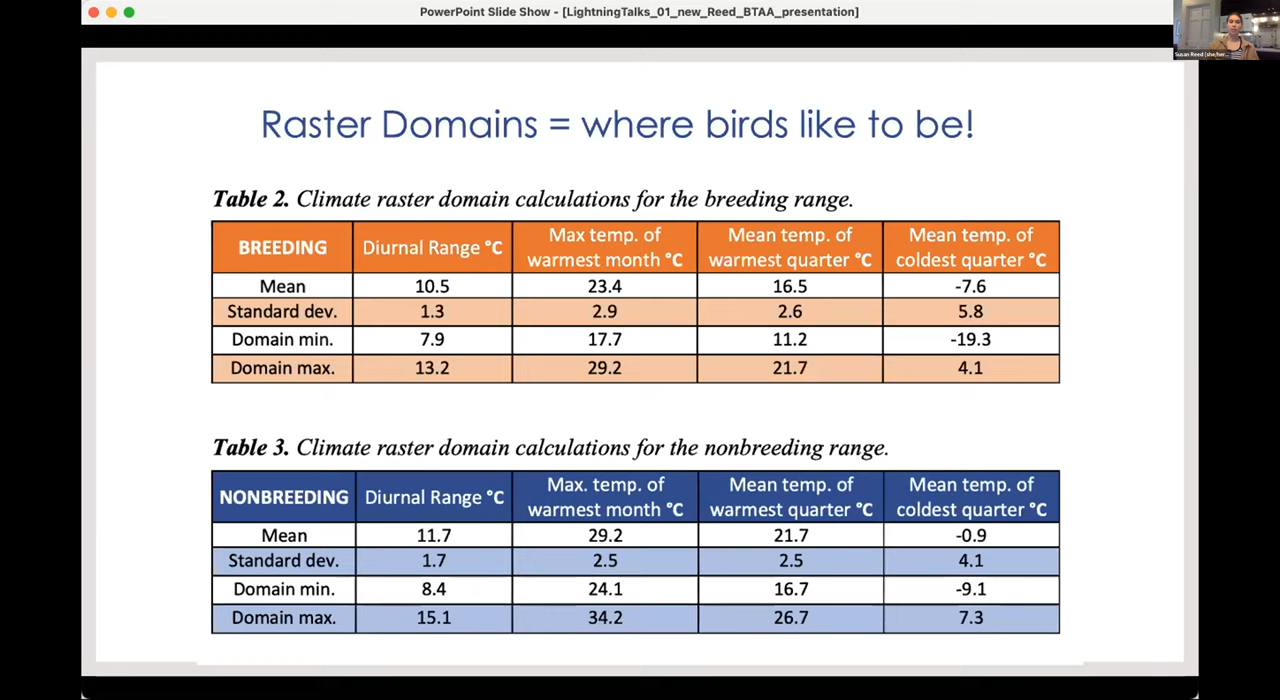 PowerPoint Slide Show - [LightningTalks_01_new_Reed_BTAA_presentation]
Susan Reed (she/her...
Raster Domains = where birds like to be!
Table 2. Climate raster domain calculations for the breeding range.
BREEDING Diurnal Range °C Max temp. of warmest month °C Mean temp. of warmest quarter °C Mean temp. of coldest quarter °C
Mean 10.5 23.4 16.5 -7.6
Standard dev. 1.3 2.9 2.6 5.8
Domain min. 7.9 17.7 11.2 -19.3
Domain max. 13.2 29.2 21.7 4.1
Table 3. Climate raster domain calculations for the nonbreeding range.
NONBREEDING Diurnal Range °C Max. temp. of warmest month °C Mean temp. of warmest quarter °C Mean temp. of coldest quarter °C
Mean 11.7 29.2 21.7 -0.9
Standard dev. 1.7 2.5 2.5 4.1
Domain min. 8.4 24.1 16.7 -9.1
Domain max. 15.1 34.2 26.7 7.3